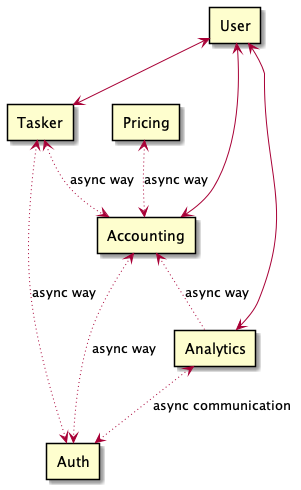 User
Tasker
Pricing
async way
async way
Accounting
async way
async way
async way
Analytics
async communication
Auth